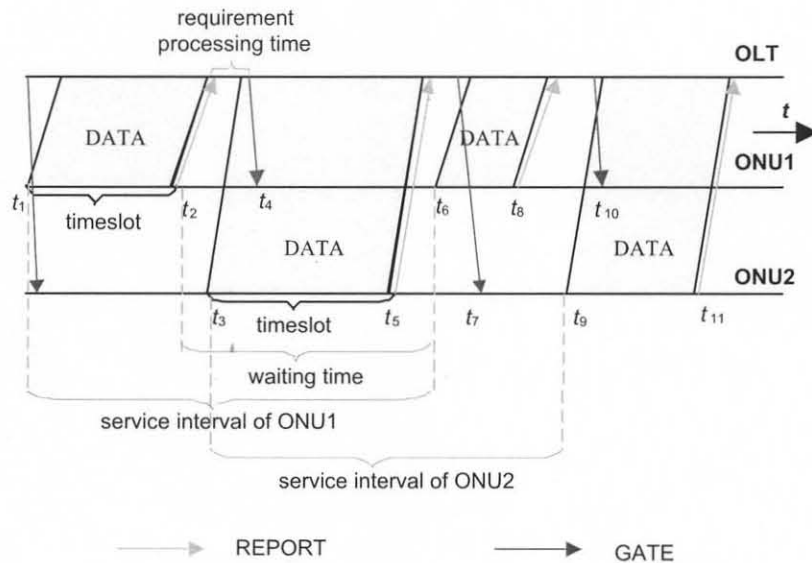 requirement
processing time
OLT
DATA
DATA
t
ONU1
t1
timeslot
t2
t4
t6
t8
t10
DATA
DATA
ONU2
t3
timeslot
t5
t7
t9
t11
waiting time
service interval of ONU1
service interval of ONU2
REPORT
GATE